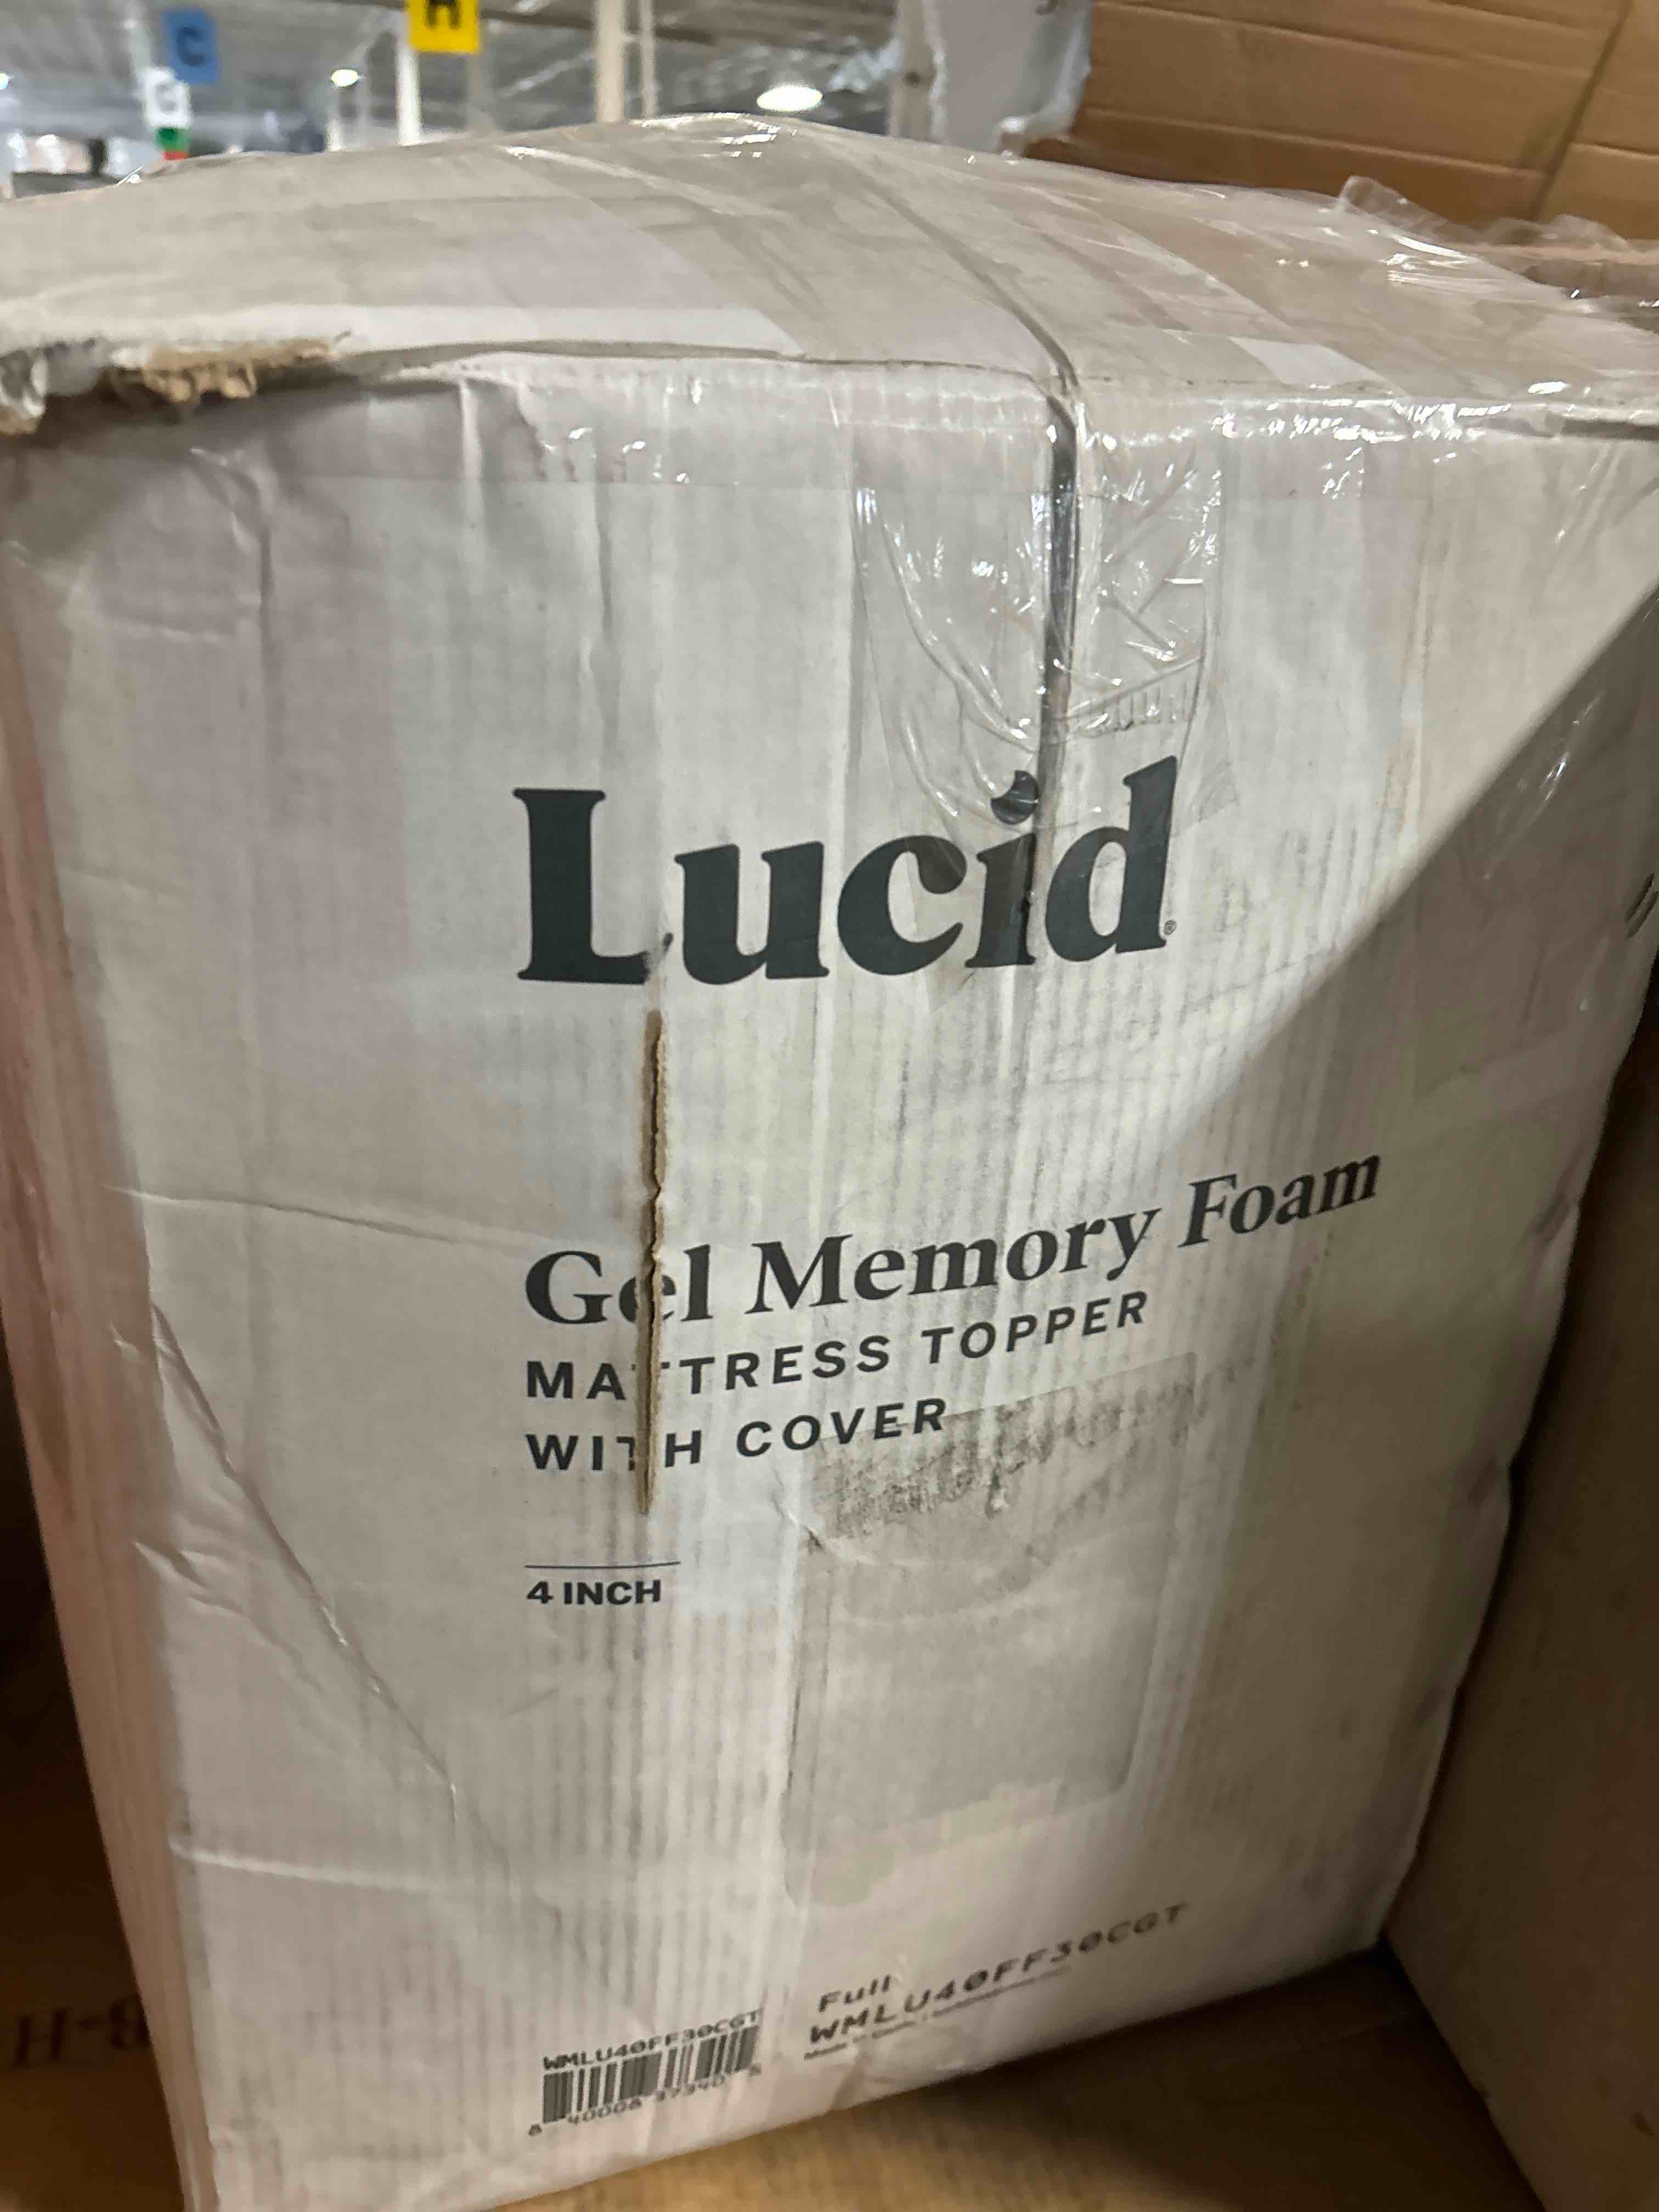 C
G
H
Lucid®
Gel Memory Foam
MATTRESS TOPPER
WITH COVER
4 INCH
Full
WMLU40FF30CGT
WMLU40FF30CGT